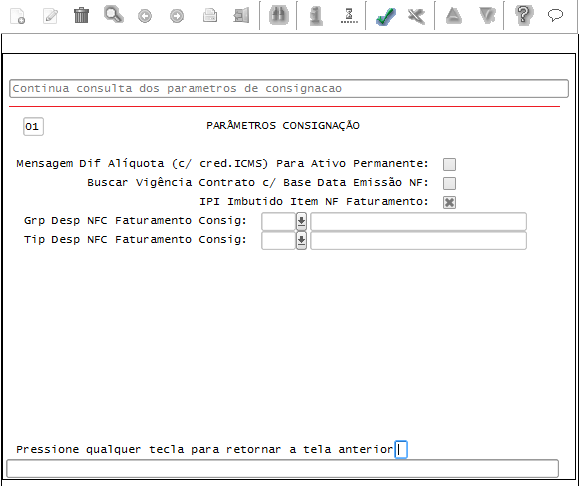 Continua consulta dos parametros de consignacao
01
PARÂMETROS CONSIGNAÇÃO
Mensagem Dif Alíquota (c/ cred.ICMS) Para Ativo Permanente:
Buscar Vigência Contrato c/ Base Data Emissão NF:
IPI Imbutido Item NF Faturamento:
Grp Desp NFC Faturamento Consig:
Tip Desp NFC Faturamento Consig:
Pressione qualquer tecla para retornar a tela anterior